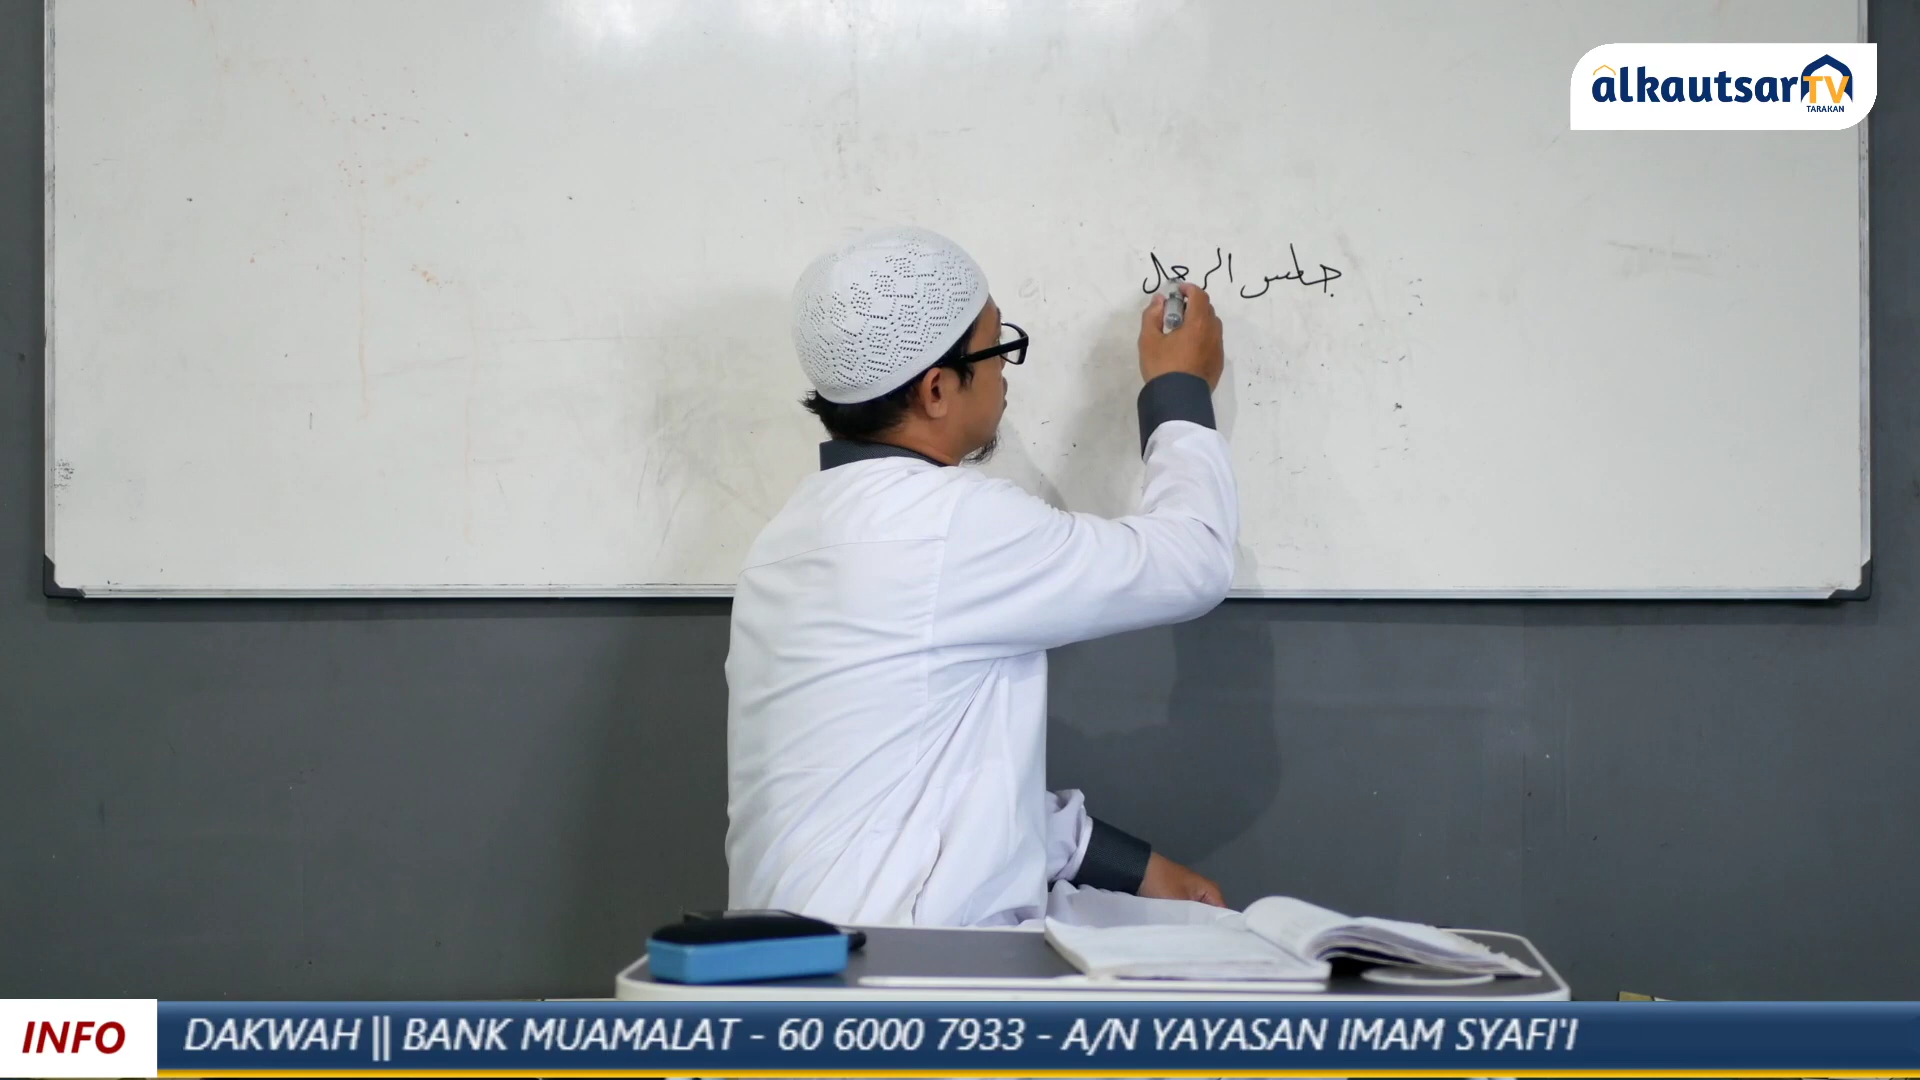 alkautsarTV
TARAKAN
جلس الرجل
INFO
DAKWAH || BANK MUAMALAT - 60 6000 7933 - A/N YAYASAN IMAM SYAFI'I